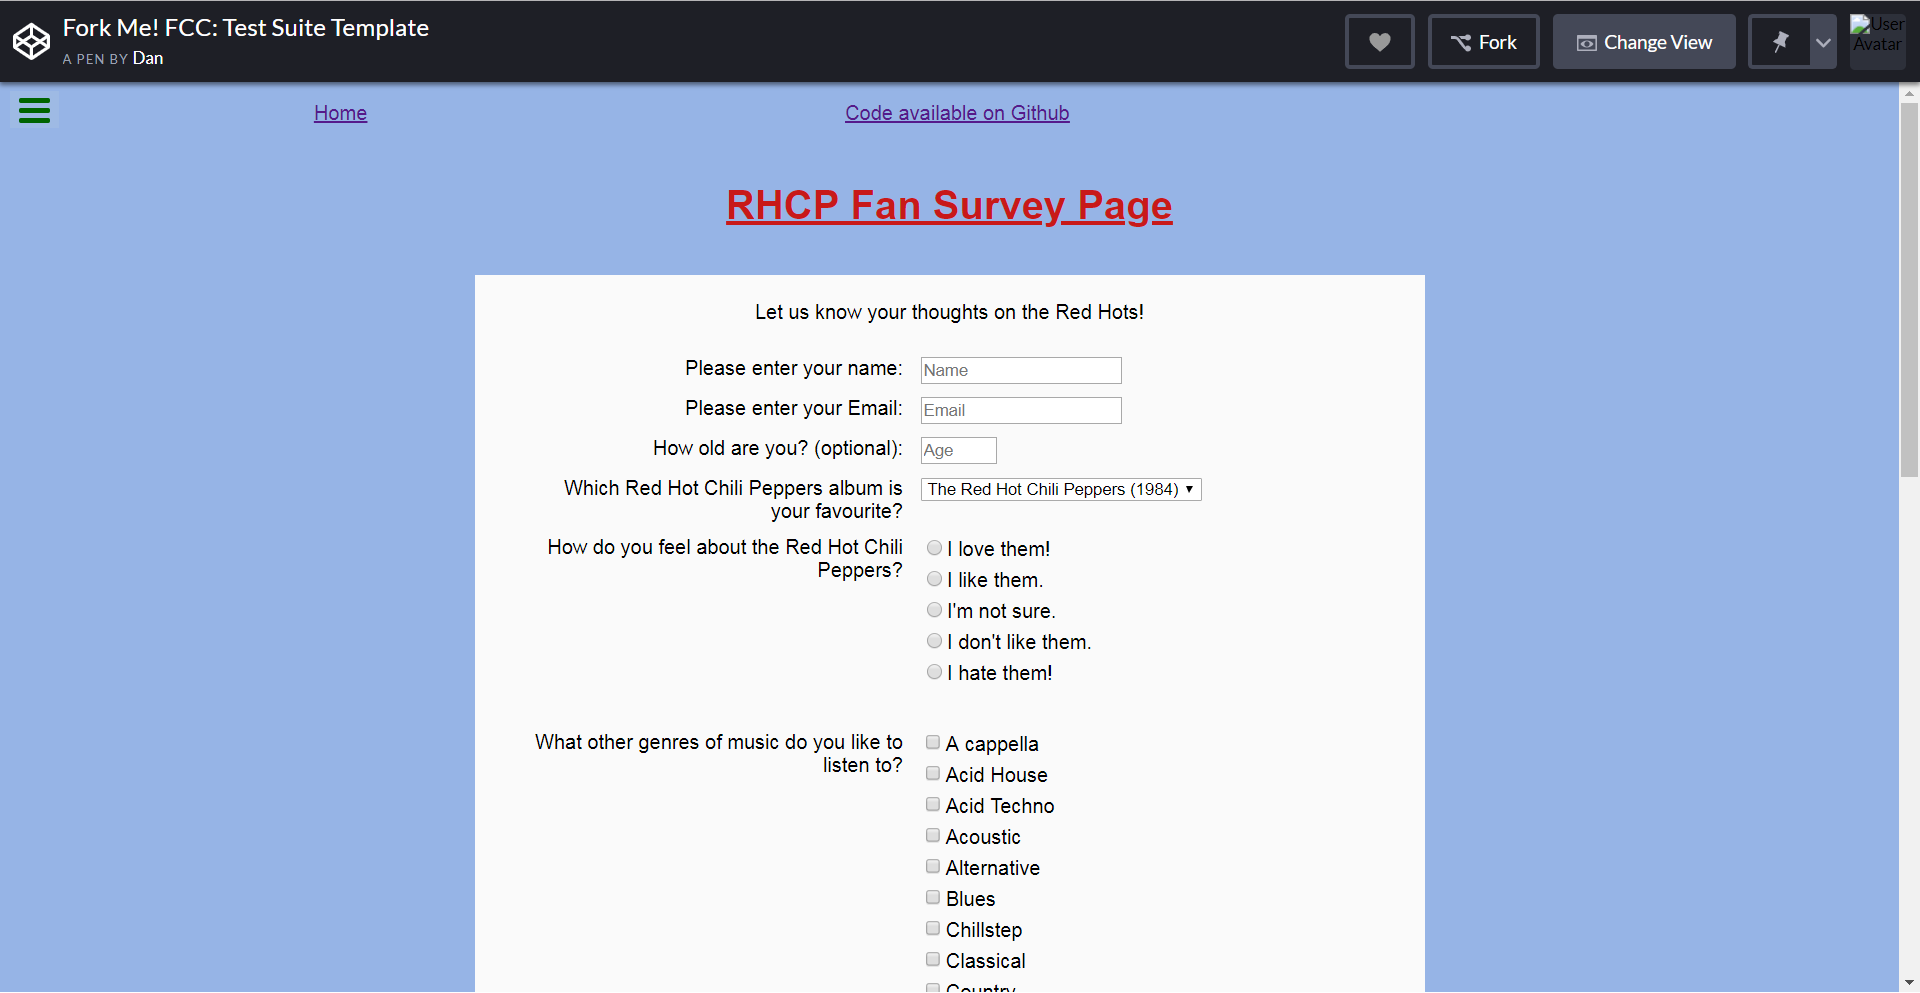 Fork Me! FCC: Test Suite Template
A PEN BY Dan
Fork
Change View
User Avatar
Home
Code available on Github
RHCP Fan Survey Page
Let us know your thoughts on the Red Hots!
Please enter your name:
Name
Please enter your Email:
Email
How old are you? (optional):
Age
Which Red Hot Chili Peppers album is
your favourite?
The Red Hot Chili Peppers (1984)
How do you feel about the Red Hot Chili
Peppers?
I love them!
I like them.
I'm not sure.
I don't like them.
I hate them!
What other genres of music do you like to
listen to?
A cappella
Acid House
Acid Techno
Acoustic
Alternative
Blues
Chillstep
Classical
Country